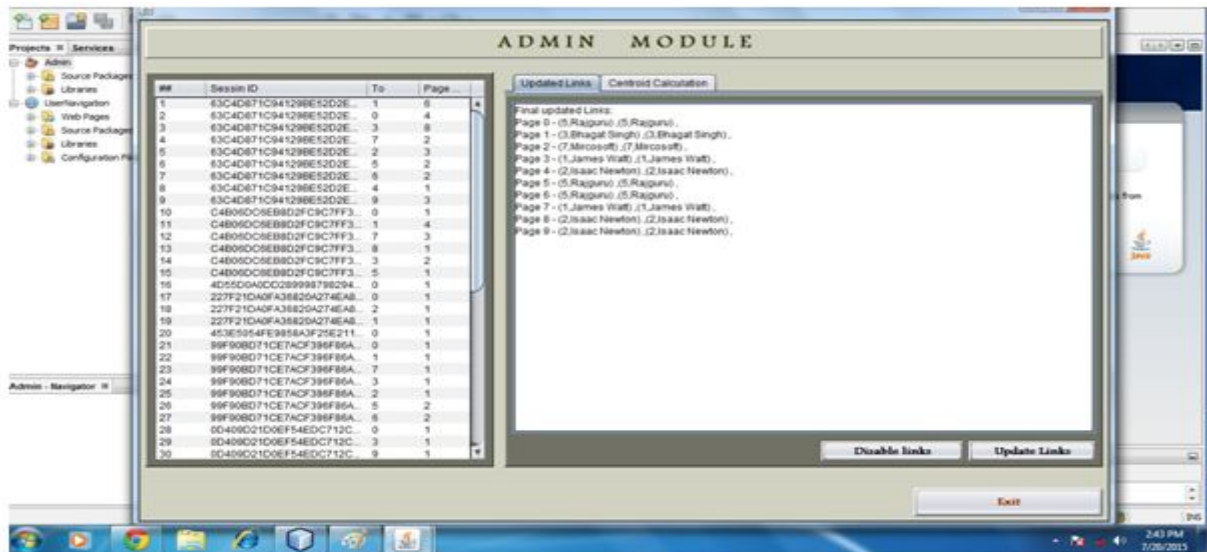 ADMIN MODULE
Projects Services
Admin
Source Packages
Libraries
UserNavigation
Web Pages
Source Packages
Libraries
Configuration
Admin - Navigator
## Sessin ID To Page ...
1 63C4D871C94129BE52D2E... 1 6
2 63C4D871C94129BE52D2E... 0 4
3 63C4D871C94129BE52D2E... 3 8
4 63C4D871C94129BE52D2E... 7 2
5 63C4D871C94129BE52D2E... 2 3
6 63C4D871C94129BE52D2E... 5 2
7 63C4D871C94129BE52D2E... 6 2
8 63C4D871C94129BE52D2E... 4 1
9 63C4D871C94129BE52D2E... 9 3
10 C4B06DC6EB8D2FC9C7FF3... 0 1
11 C4B06DC6EB8D2FC9C7FF3... 1 4
12 C4B06DC6EB8D2FC9C7FF3... 7 3
13 C4B06DC6EB8D2FC9C7FF3... 8 1
14 C4B06DC6EB8D2FC9C7FF3... 3 2
15 C4B06DC6EB8D2FC9C7FF3... 5 1
16 4D55D0A0DD289998798294... 0 1
17 227F21DA0FA36820A274EA8... 0 1
18 227F21DA0FA36820A274EA8... 2 1
19 227F21DA0FA36820A274EA8... 1 1
20 453E5954FE9858A3F25E211... 0 1
21 99F90BD71CE7ACF396F86A... 0 1
22 99F90BD71CE7ACF396F86A... 1 1
23 99F90BD71CE7ACF396F86A... 7 1
24 99F90BD71CE7ACF396F86A... 3 1
25 99F90BD71CE7ACF396F86A... 2 1
26 99F90BD71CE7ACF396F86A... 5 2
27 99F90BD71CE7ACF396F86A... 6 2
28 0D409D21D0EF54EDC712C... 0 1
29 0D409D21D0EF54EDC712C... 3 1
30 0D409D21D0EF54EDC712C... 9 1
Updated Links Centroid Calculation
Final updated Links:
Page 0 - (5,Rajguru) ,(5,Rajguru) ,
Page 1 - (3,Bhagat Singh) ,(3,Bhagat Singh) ,
Page 2 - (7,Mircosoft) ,(7,Mircosoft) ,
Page 3 - (1,James Watt) ,(1,James Watt) ,
Page 4 - (2,Isaac Newton) ,(2,Isaac Newton) ,
Page 5 - (5,Rajguru) ,(5,Rajguru) ,
Page 6 - (5,Rajguru) ,(5,Rajguru) ,
Page 7 - (1,James Watt) ,(1,James Watt) ,
Page 8 - (2,Isaac Newton) ,(2,Isaac Newton) ,
Page 9 - (2,Isaac Newton) ,(2,Isaac Newton) ,
Disable links Update Links
Exit
from
Java
INS
2:43 PM
7/20/2015